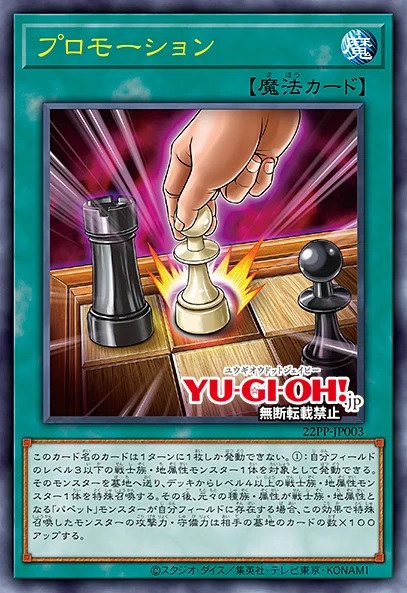 プロモーション
魔
【魔法カード】
ユウギオウドットジェイピー
YU-GI-OH!.jp
無断転載禁止
22PP-JP003
このカード名のカードは1ターンに1枚しか発動できない。①:自分フィールド
のレベル3以下の戦士族・地属性モンスター1体を対象として発動できる。
そのモンスターを墓地へ送り、デッキからレベル4以上の戦士族・地属性モン
スター1体を特殊召喚する。その後、元々の種族・属性が戦士族・地属性と
なる「パペット」モンスターが自分フィールドに存在する場合、この効果で特殊
召喚したモンスターの攻撃力・守備力は相手の墓地のカードの数×100
アップする。
©スタジオ・ダイス/集英社・テレビ東京・KONAMI